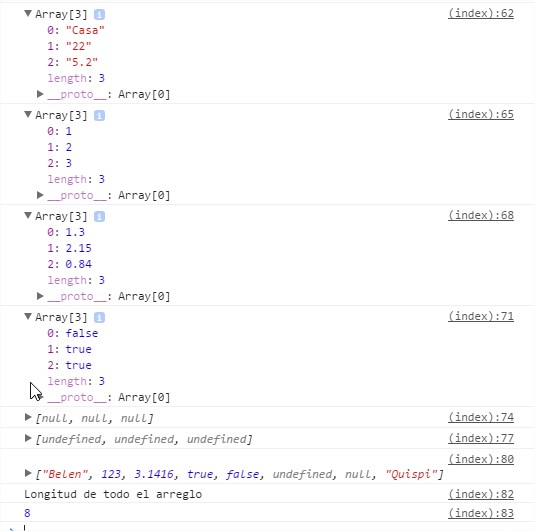 ▼Array[3] i (index):62
0: "Casa"
1: "22"
2: "5.2"
length: 3
▶__proto__: Array[0]
▼Array[3] i (index):65
0: 1
1: 2
2: 3
length: 3
▶__proto__: Array[0]
▼Array[3] i (index):68
0: 1.3
1: 2.15
2: 0.84
length: 3
▶__proto__: Array[0]
▼Array[3] i (index):71
0: false
1: true
2: true
length: 3
▶__proto__: Array[0]
▶[null, null, null] (index):74
▶[undefined, undefined, undefined] (index):77
(index):80
▶["Belen", 123, 3.1416, true, false, undefined, null, "Quispi"]
Longitud de todo el arreglo (index):82
8 (index):83